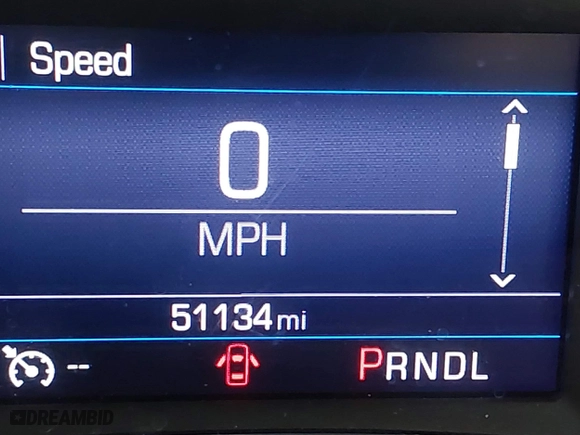 Speed
0
MPH
51134 mi
-- PRNDL
DREAMBID